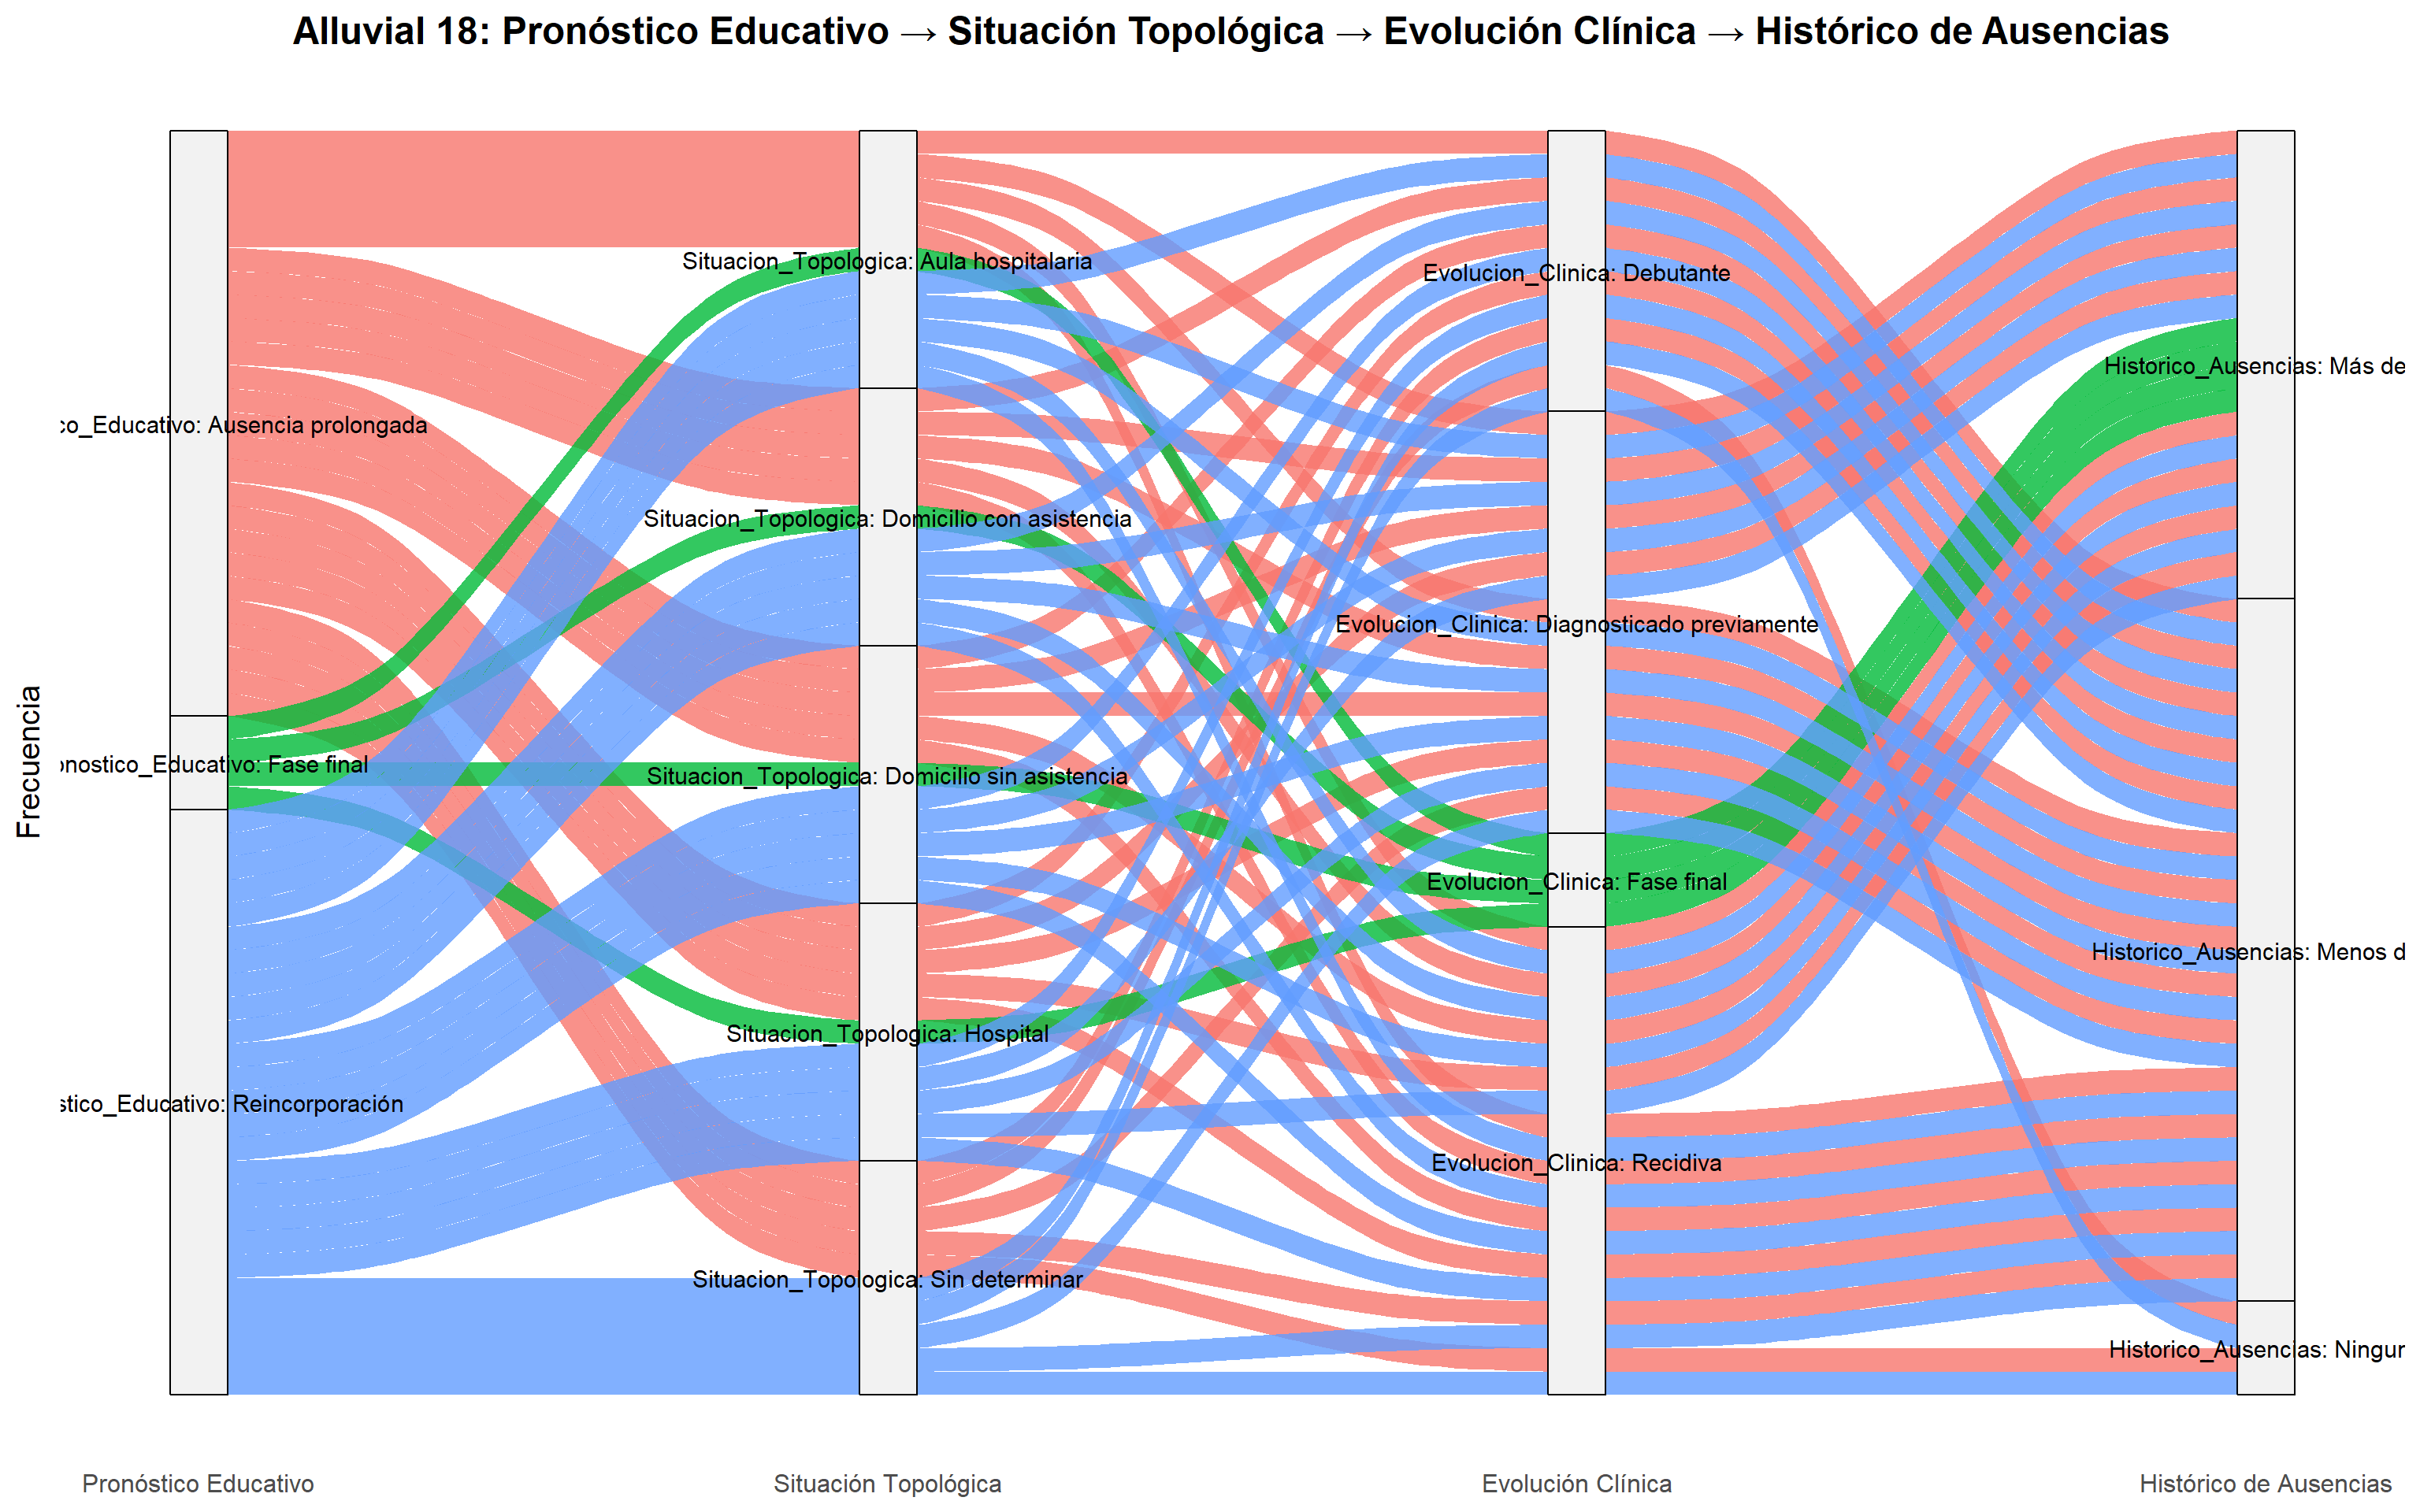 Alluvial 18: Pronóstico Educativo → Situación Topológica → Evolución Clínica → Histórico de Ausencias
Situacion_Topologica: Aula hospitalaria
Evolucion_Clinica: Debutante
Historico_Ausencias: Más de
co_Educativo: Ausencia prolongada
Situacion_Topologica: Domicilio con asistencia
Evolucion_Clinica: Diagnosticado previamente
onostico_Educativo: Fase final
Situacion_Topologica: Domicilio sin asistencia
Frecuencia
Evolucion_Clinica: Fase final
Historico_Ausencias: Menos d
Situacion_Topologica: Hospital
stico_Educativo: Reincorporación
Evolucion_Clinica: Recidiva
Situacion_Topologica: Sin determinar
Historico_Ausencias: Ningu
Pronóstico Educativo
Situación Topológica
Evolución Clínica
Histórico de Ausencias